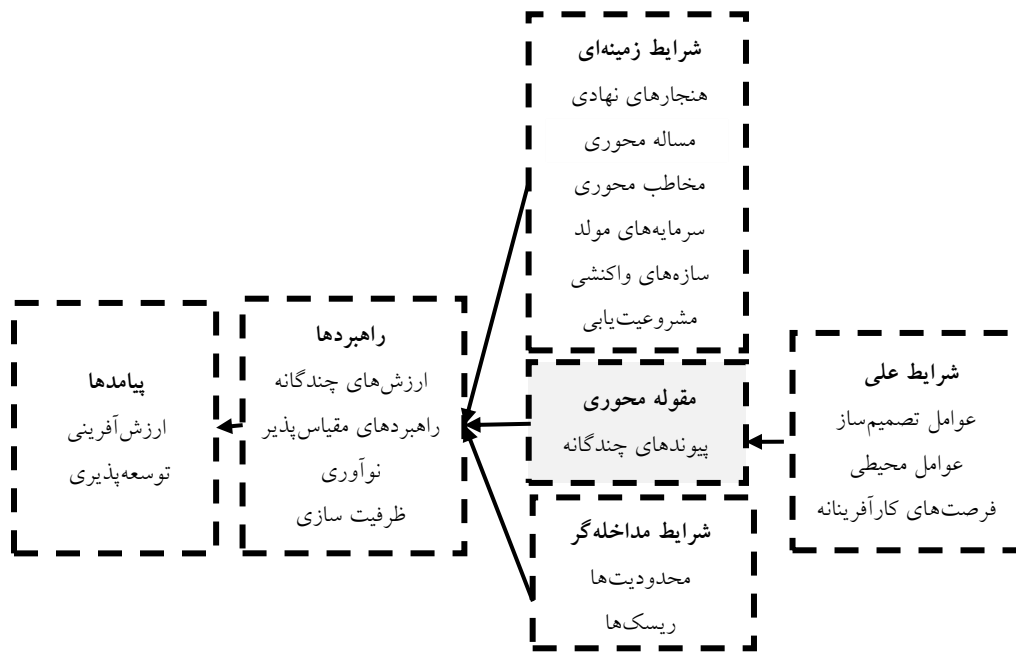 شرایط زمینه‌ای
هنجارهای نهادی
مساله محوری
مخاطب محوری
سرمایه‌های مولد
سازه‌های واکنشی
مشروعیت‌یابی
شرایط علی
عوامل تصمیم‌ساز
عوامل محیطی
فرصت‌های کارآفرینانه
مقوله محوری
پیوندهای چندگانه
شرایط مداخله‌گر
محدودیت‌ها
ریسک‌ها
راهبردها
ارزش‌های چندگانه
راهبردهای مقیاس‌پذیر
نوآوری
ظرفیت سازی
پیامدها
ارزش‌آفرینی
توسعه‌پذیری